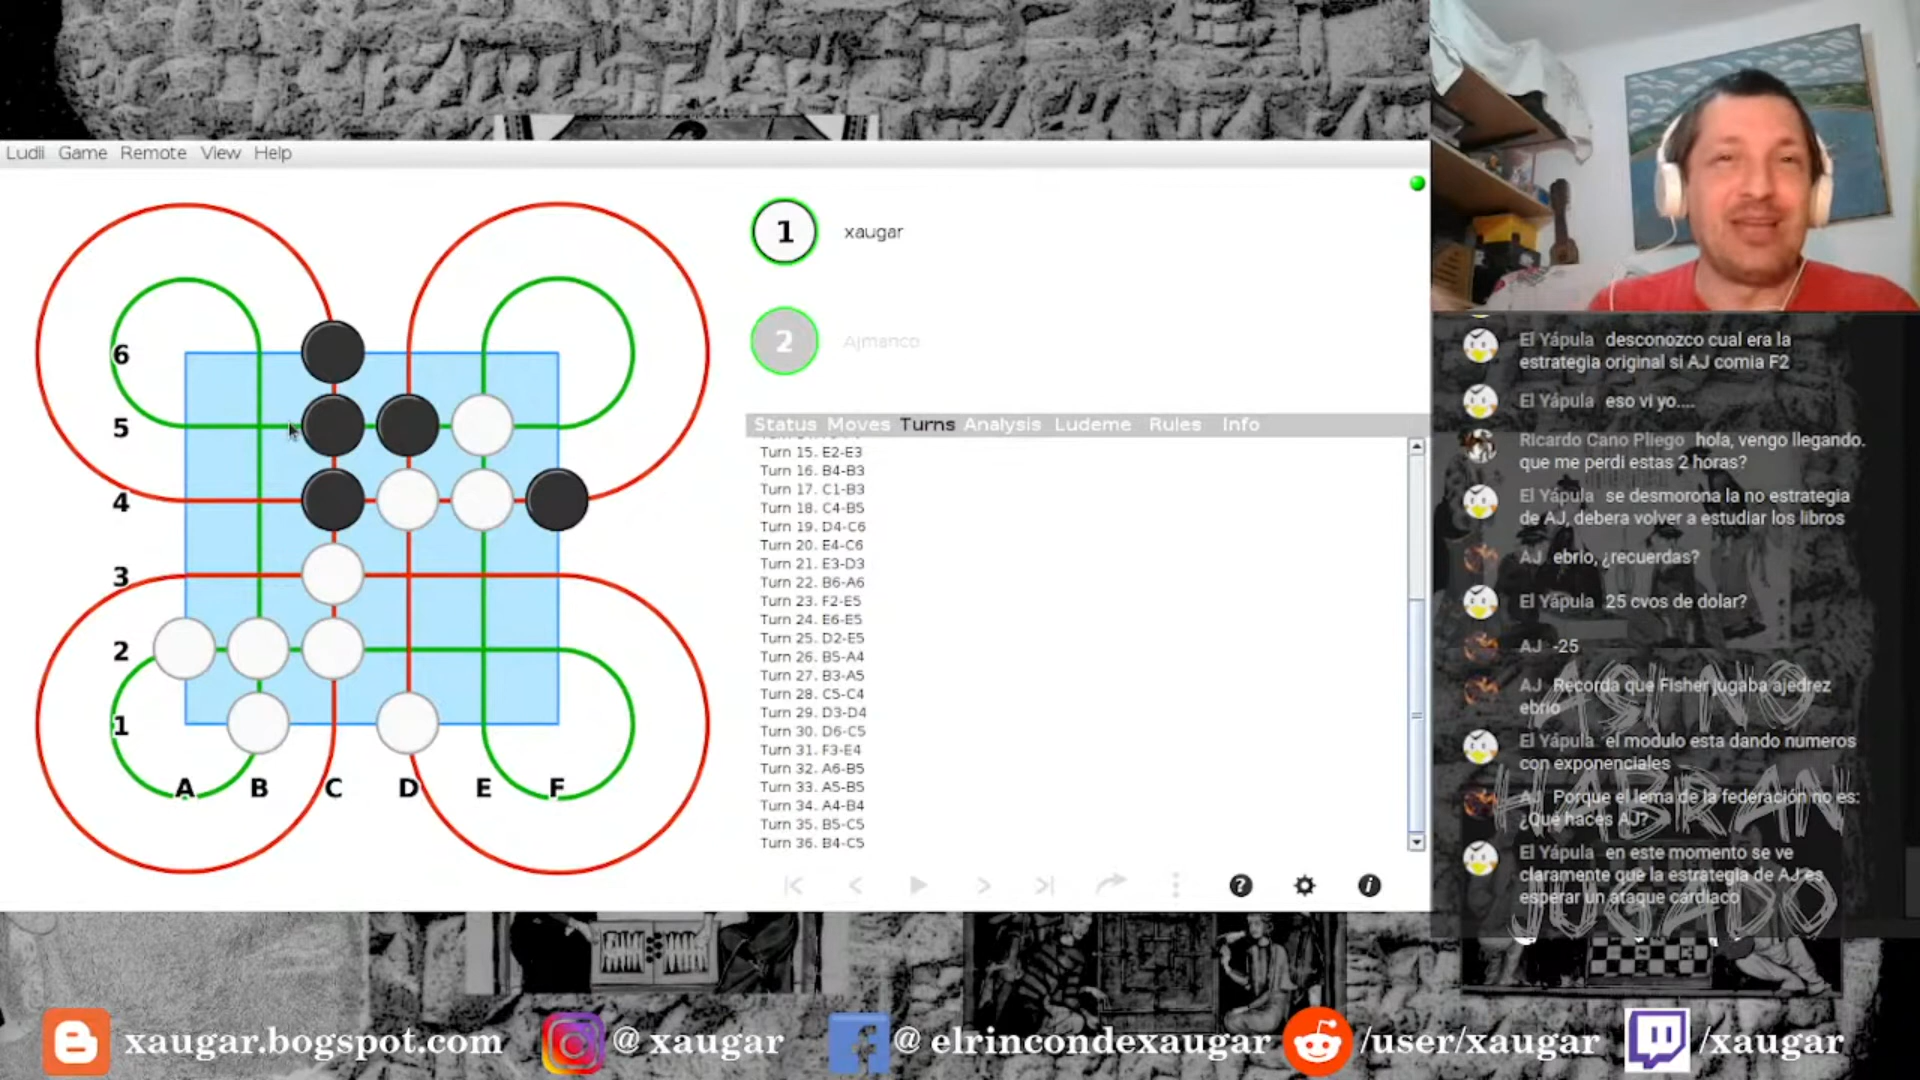 Ludii Game Remote View Help
1 xaugar
2 Ajmanco
6
5
4
3
2
1
A B C D E F
Status Moves Turns Analysis Ludeme Rules Info
Turn 15. E2-E3
Turn 16. B4-B3
Turn 17. C1-B3
Turn 18. C4-B5
Turn 19. D4-C6
Turn 20. E4-C6
Turn 21. E3-D3
Turn 22. B6-A6
Turn 23. F2-E5
Turn 24. E6-E5
Turn 25. D2-E5
Turn 26. B5-A4
Turn 27. B3-A5
Turn 28. C5-C4
Turn 29. D3-D4
Turn 30. D6-C5
Turn 31. F3-E4
Turn 32. A6-B5
Turn 33. A5-B5
Turn 34. A4-B4
Turn 35. B5-C5
Turn 36. B4-C5
El Yápula desconozco cual era la
estrategia original si AJ comia F2
El Yápula eso vi yo....
Ricardo Cano Pliego hola, vengo llegando.
que me perdi estas 2 horas?
El Yápula se desmorona la no estrategia
de AJ, debera volver a estudiar los libros
AJ ebrio, ¿recuerdas?
El Yápula 25 cvos de dolar?
AJ -25
AJ Recorda que Fisher jugaba ajedrez
ebrio
El Yápula el modulo esta dando numeros
con exponenciales
AJ Porque el lema de la federación no es:
¿Qué haces AJ?
El Yápula en este momento se ve
claramente que la estrategia de AJ es
esperar un ataque cardiaco
ASI NO
HABRAN
JUGADO
xaugar.bogspot.com @ xaugar @ elrincondexaugar /user/xaugar /xaugar